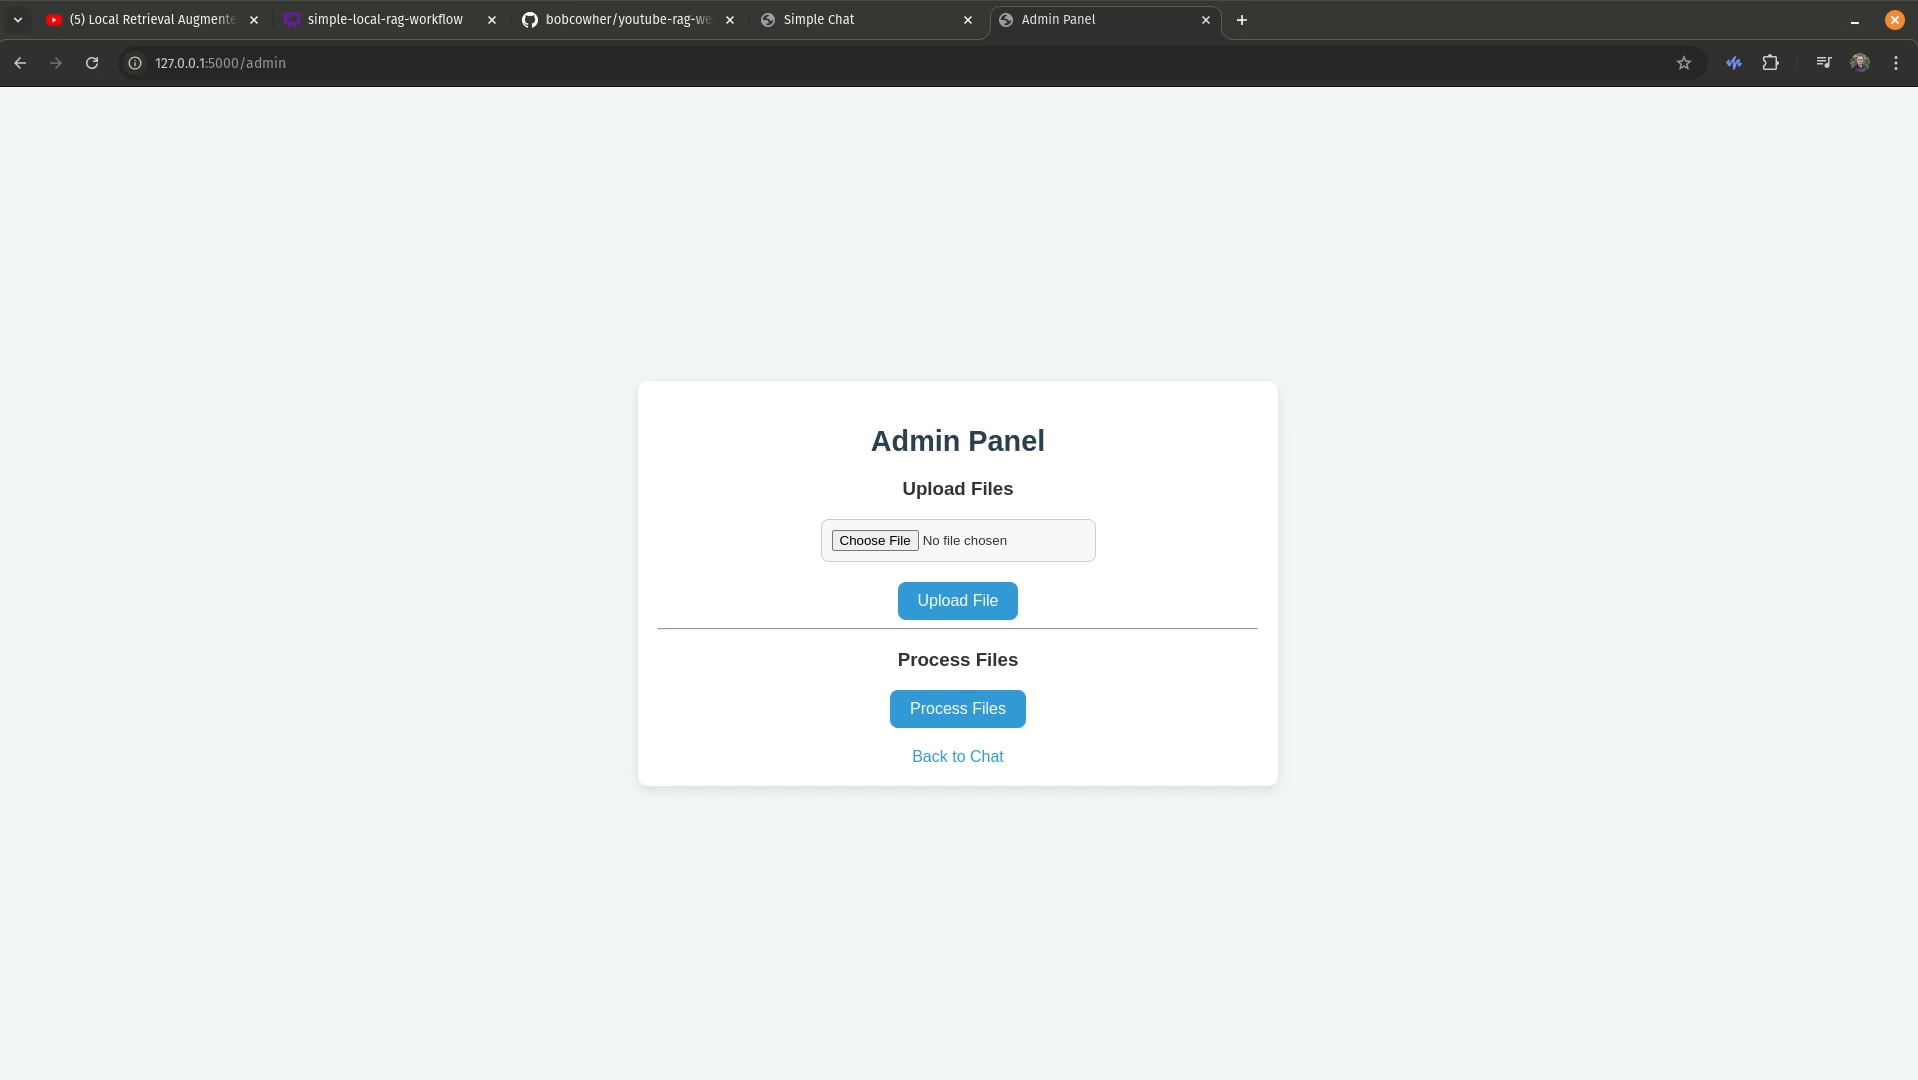 (5) Local Retrieval Augmente
simple-local-rag-workflow
bobcowher/youtube-rag-we
Simple Chat
Admin Panel
127.0.0.1:5000/admin
Admin Panel
Upload Files
Choose File No file chosen
Upload File
Process Files
Process Files
Back to Chat